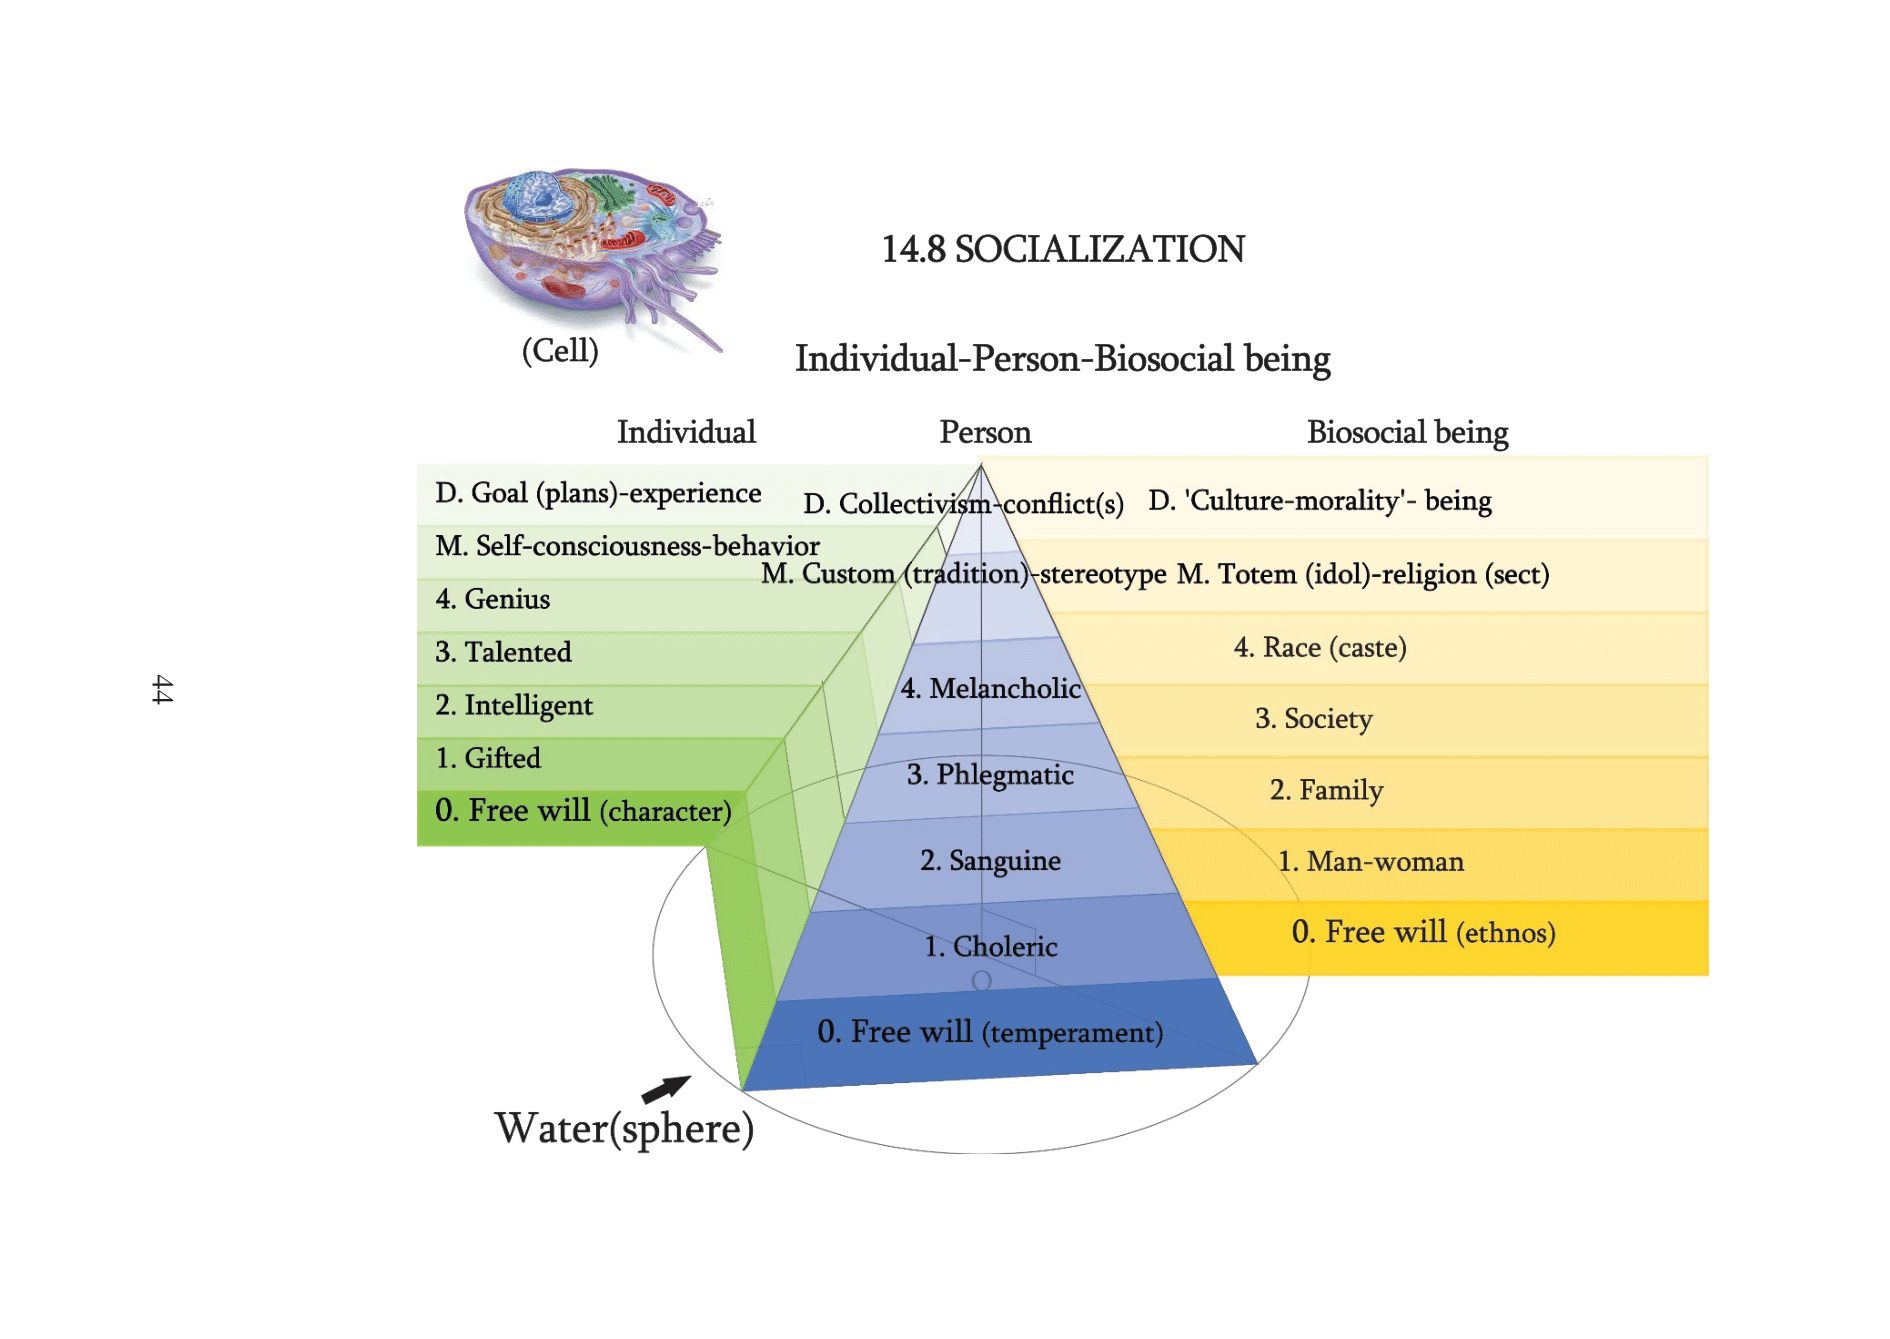 14.8 SOCIALIZATION
(Cell)
Individual-Person-Biosocial being
Individual
Person
Biosocial being
D. Goal (plans)-experience
M. Self-consciousness-behavior
4. Genius
3. Talented
2. Intelligent
1. Gifted
0. Free will (character)
D. Collectivism-conflict(s)
M. Custom (tradition)-stereotype
4. Melancholic
3. Phlegmatic
2. Sanguine
1. Choleric
O
0. Free will (temperament)
D. 'Culture-morality'- being
M. Totem (idol)-religion (sect)
4. Race (caste)
3. Society
2. Family
1. Man-woman
0. Free will (ethnos)
Water(sphere)
44